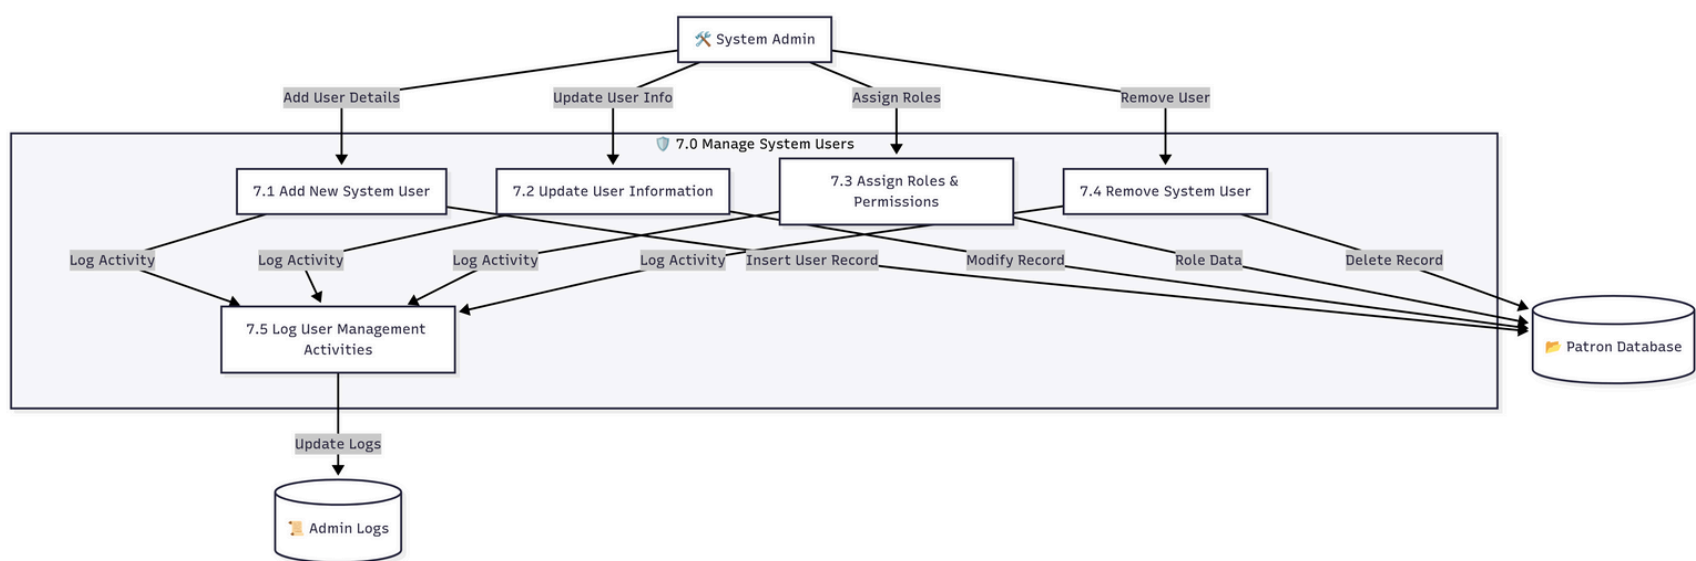 🛠️ System Admin
Add User Details
Update User Info
Assign Roles
Remove User
🛡️ 7.0 Manage System Users
7.1 Add New System User
7.2 Update User Information
7.3 Assign Roles &
Permissions
7.4 Remove System User
Log Activity
Log Activity
Log Activity
Log Activity
Insert User Record
Modify Record
Role Data
Delete Record
7.5 Log User Management
Activities
📂 Patron Database
Update Logs
📜 Admin Logs